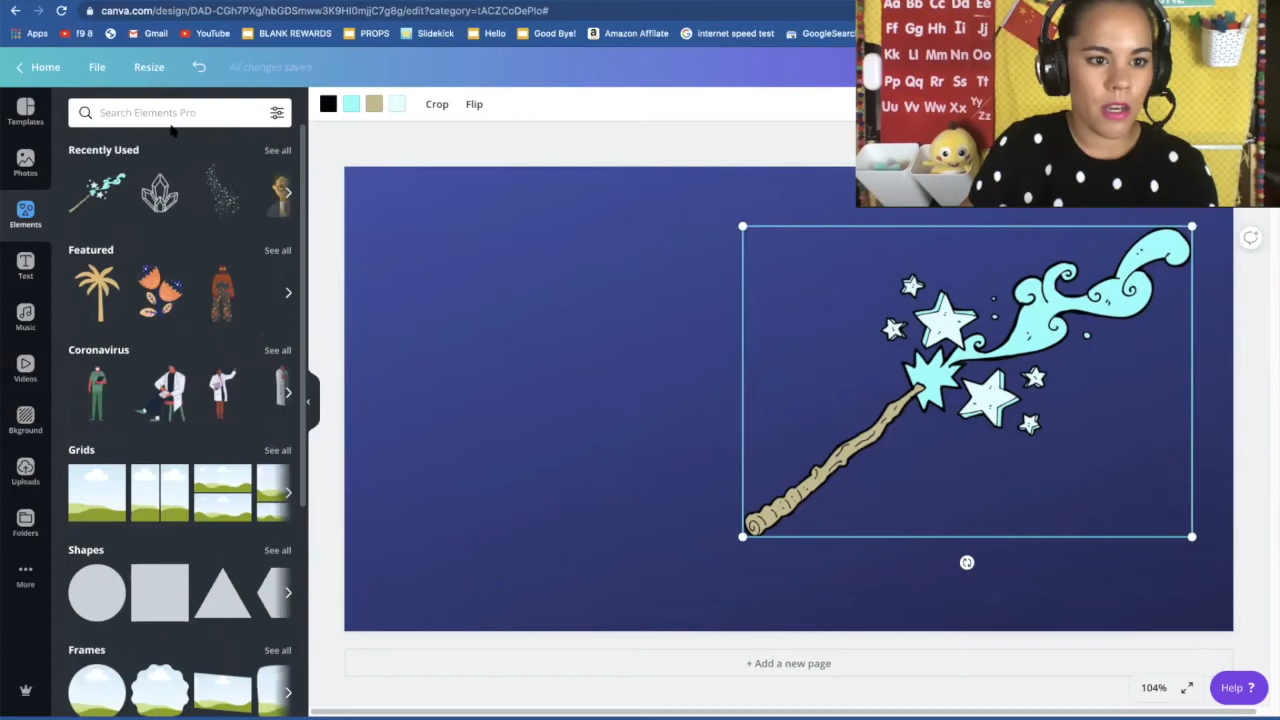 canva.com/design/DAD-CGh7PXg/hbGDSmww3K9HI0mjjC7g8g/edit?category=tACZCoDePlo#
Apps f9 8 Gmail YouTube BLANK REWARDS PROPS Slidekick Hello Good Bye! Amazon Affilate internet speed test GoogleSearc
Home File Resize All changes saved
Templates
Photos
Elements
Text
Music
Videos
Bkground
Uploads
Folders
More
Search Elements Pro
Recently Used See all
Featured See all
Coronavirus See all
Grids See all
Shapes See all
Frames See all
Crop Flip
Aa Bb Cc Dd Ee
Ff Gg Hh Ii Jj
Kk Ll Mm Nn Oo
Pp Qq Rr Ss Tt
Uu Vv Ww Xx Yy/Zz
+ Add a new page
104%
Help ?